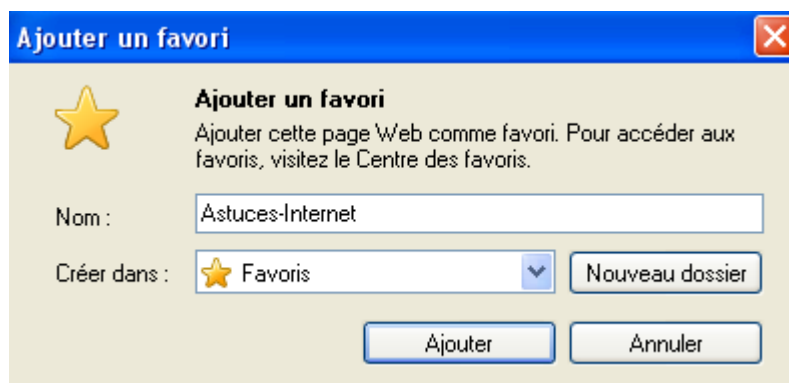 Ajouter un favori
Ajouter un favori
Ajouter cette page Web comme favori. Pour accéder aux
favoris, visitez le Centre des favoris.
Nom : Astuces-Internet
Créer dans : Favoris Nouveau dossier
Ajouter Annuler